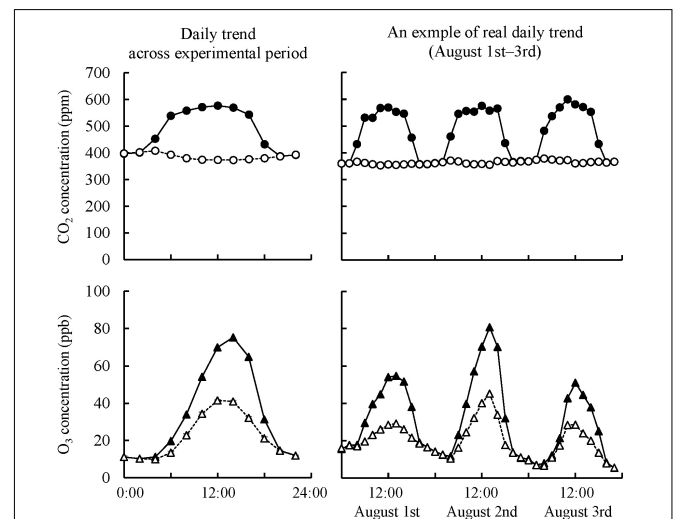 Daily trend
across experimental period
An exmple of real daily trend
(August 1st–3rd)
CO2 concentration (ppm)
700
600
500
400
300
200
100
0
O3 concentration (ppb)
100
80
60
40
20
0
0:00
12:00
24:00
12:00
12:00
12:00
August 1st
August 2nd
August 3rd